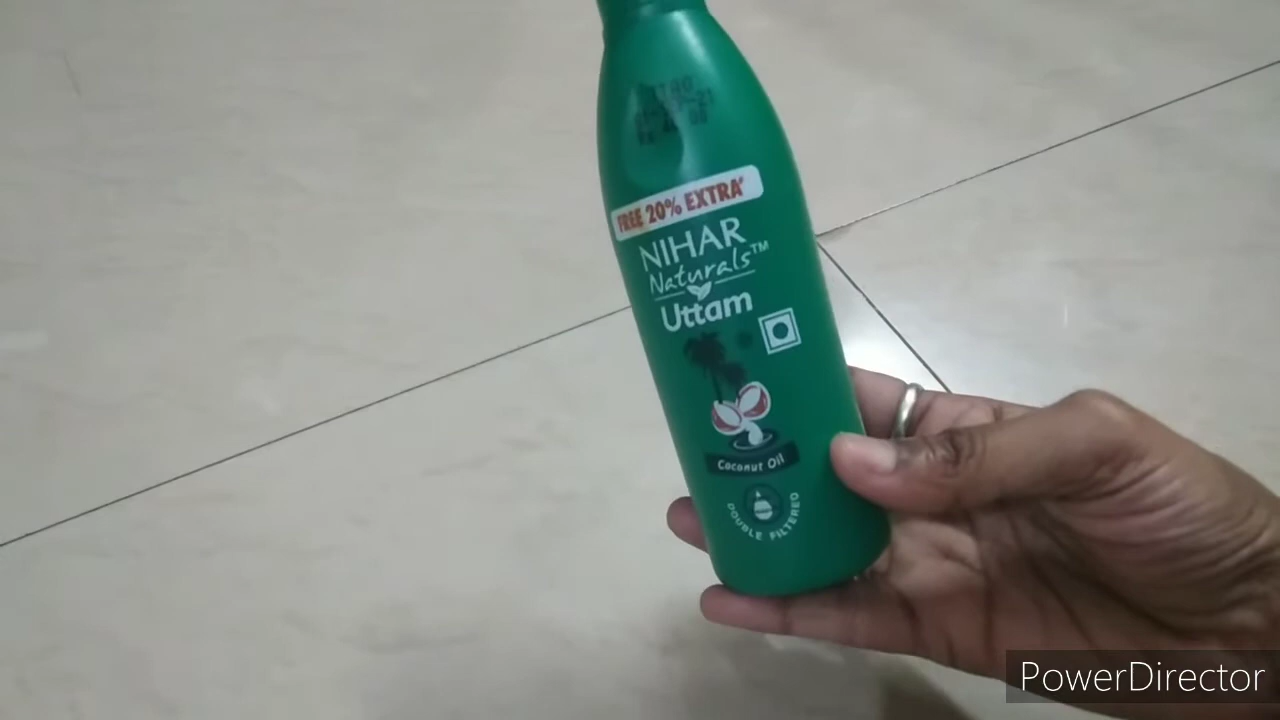 FREE 20% EXTRA*
NIHAR
Naturals™
Uttam
Coconut Oil
DOUBLE FILTERED
PowerDirector